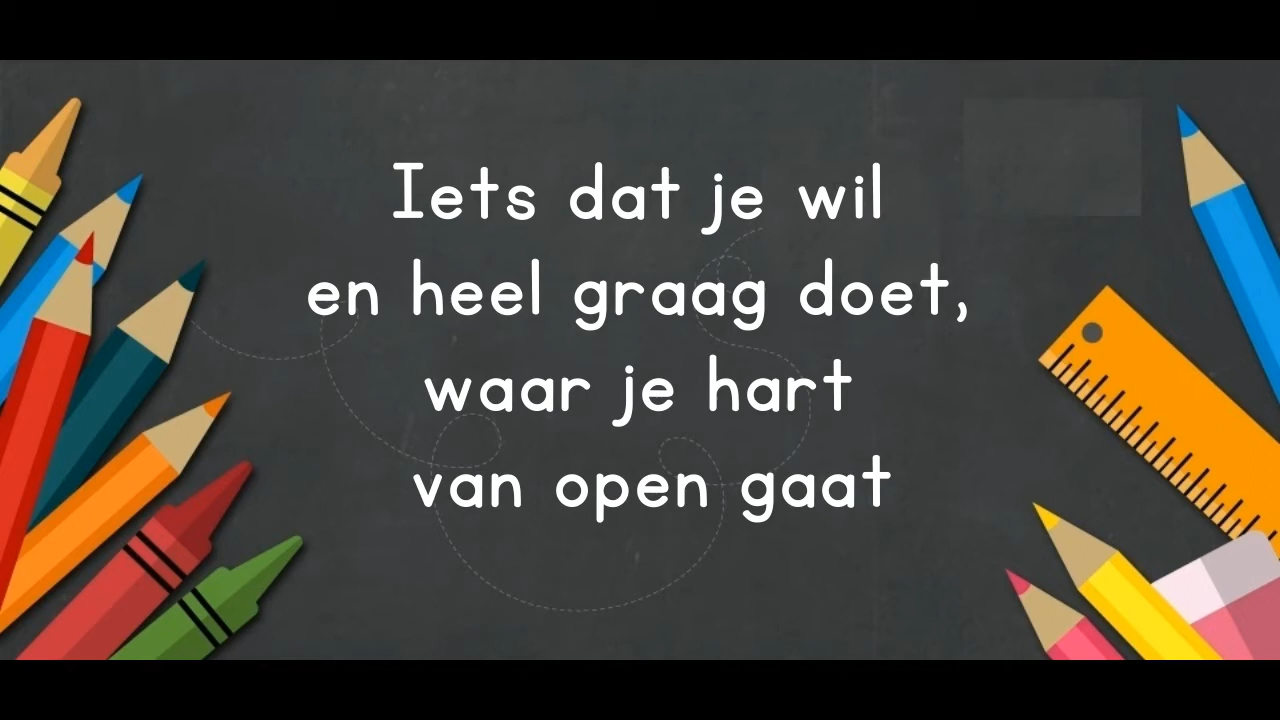 Iets dat je wil
en heel graag doet,
waar je hart
van open gaat